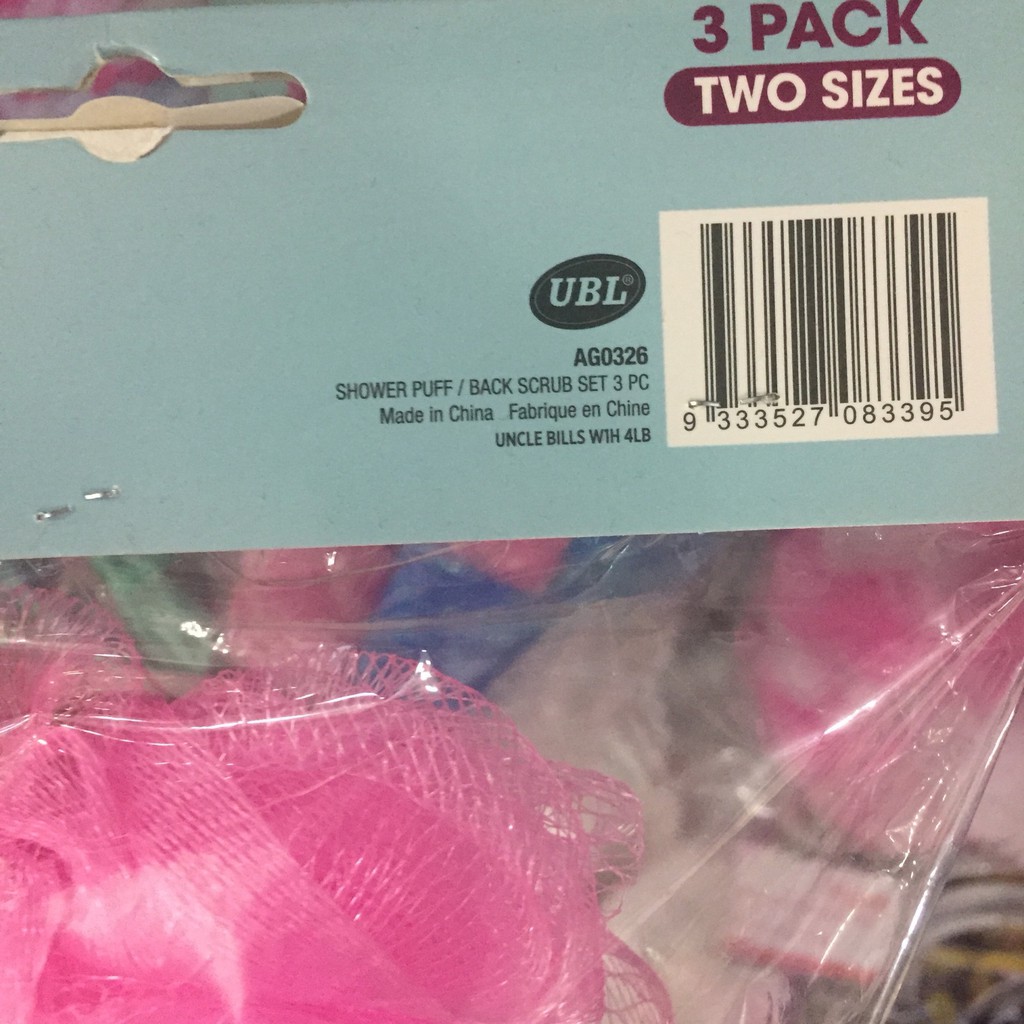 3 PACK
TWO SIZES
UBL®
AG0326
SHOWER PUFF / BACK SCRUB SET 3 PC
Made in China Fabrique en Chine
UNCLE BILLS W1H 4LB
9 333527 083395